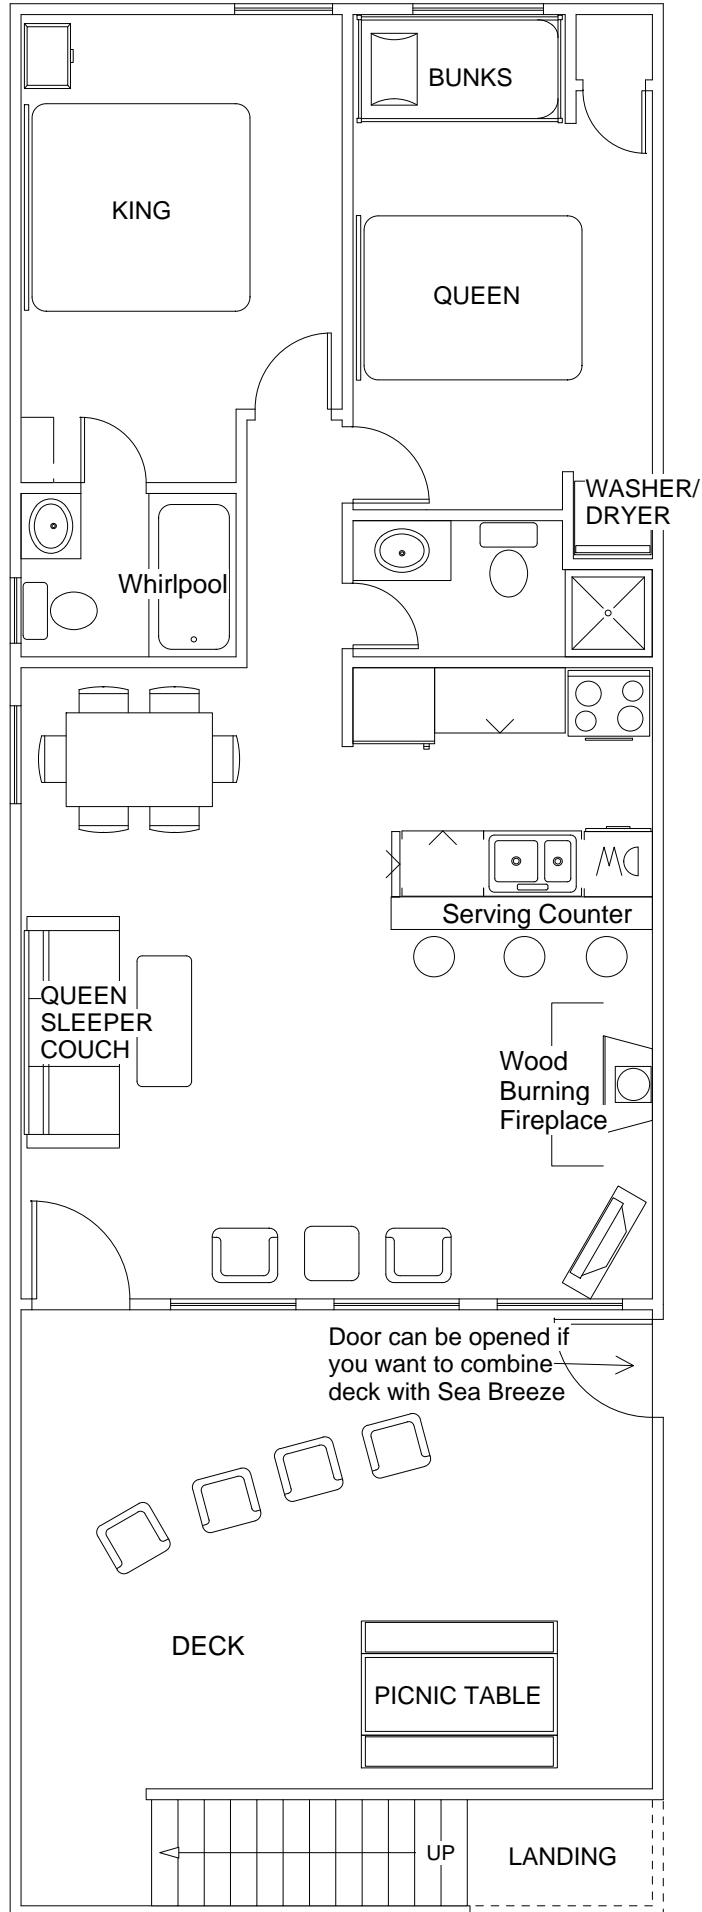 BUNKS
KING
QUEEN
WASHER/
DRYER
Whirlpool
DW
Serving Counter
QUEEN
SLEEPER
COUCH
Wood
Burning
Fireplace
Door can be opened if
you want to combine
deck with Sea Breeze
DECK
PICNIC TABLE
UP
LANDING